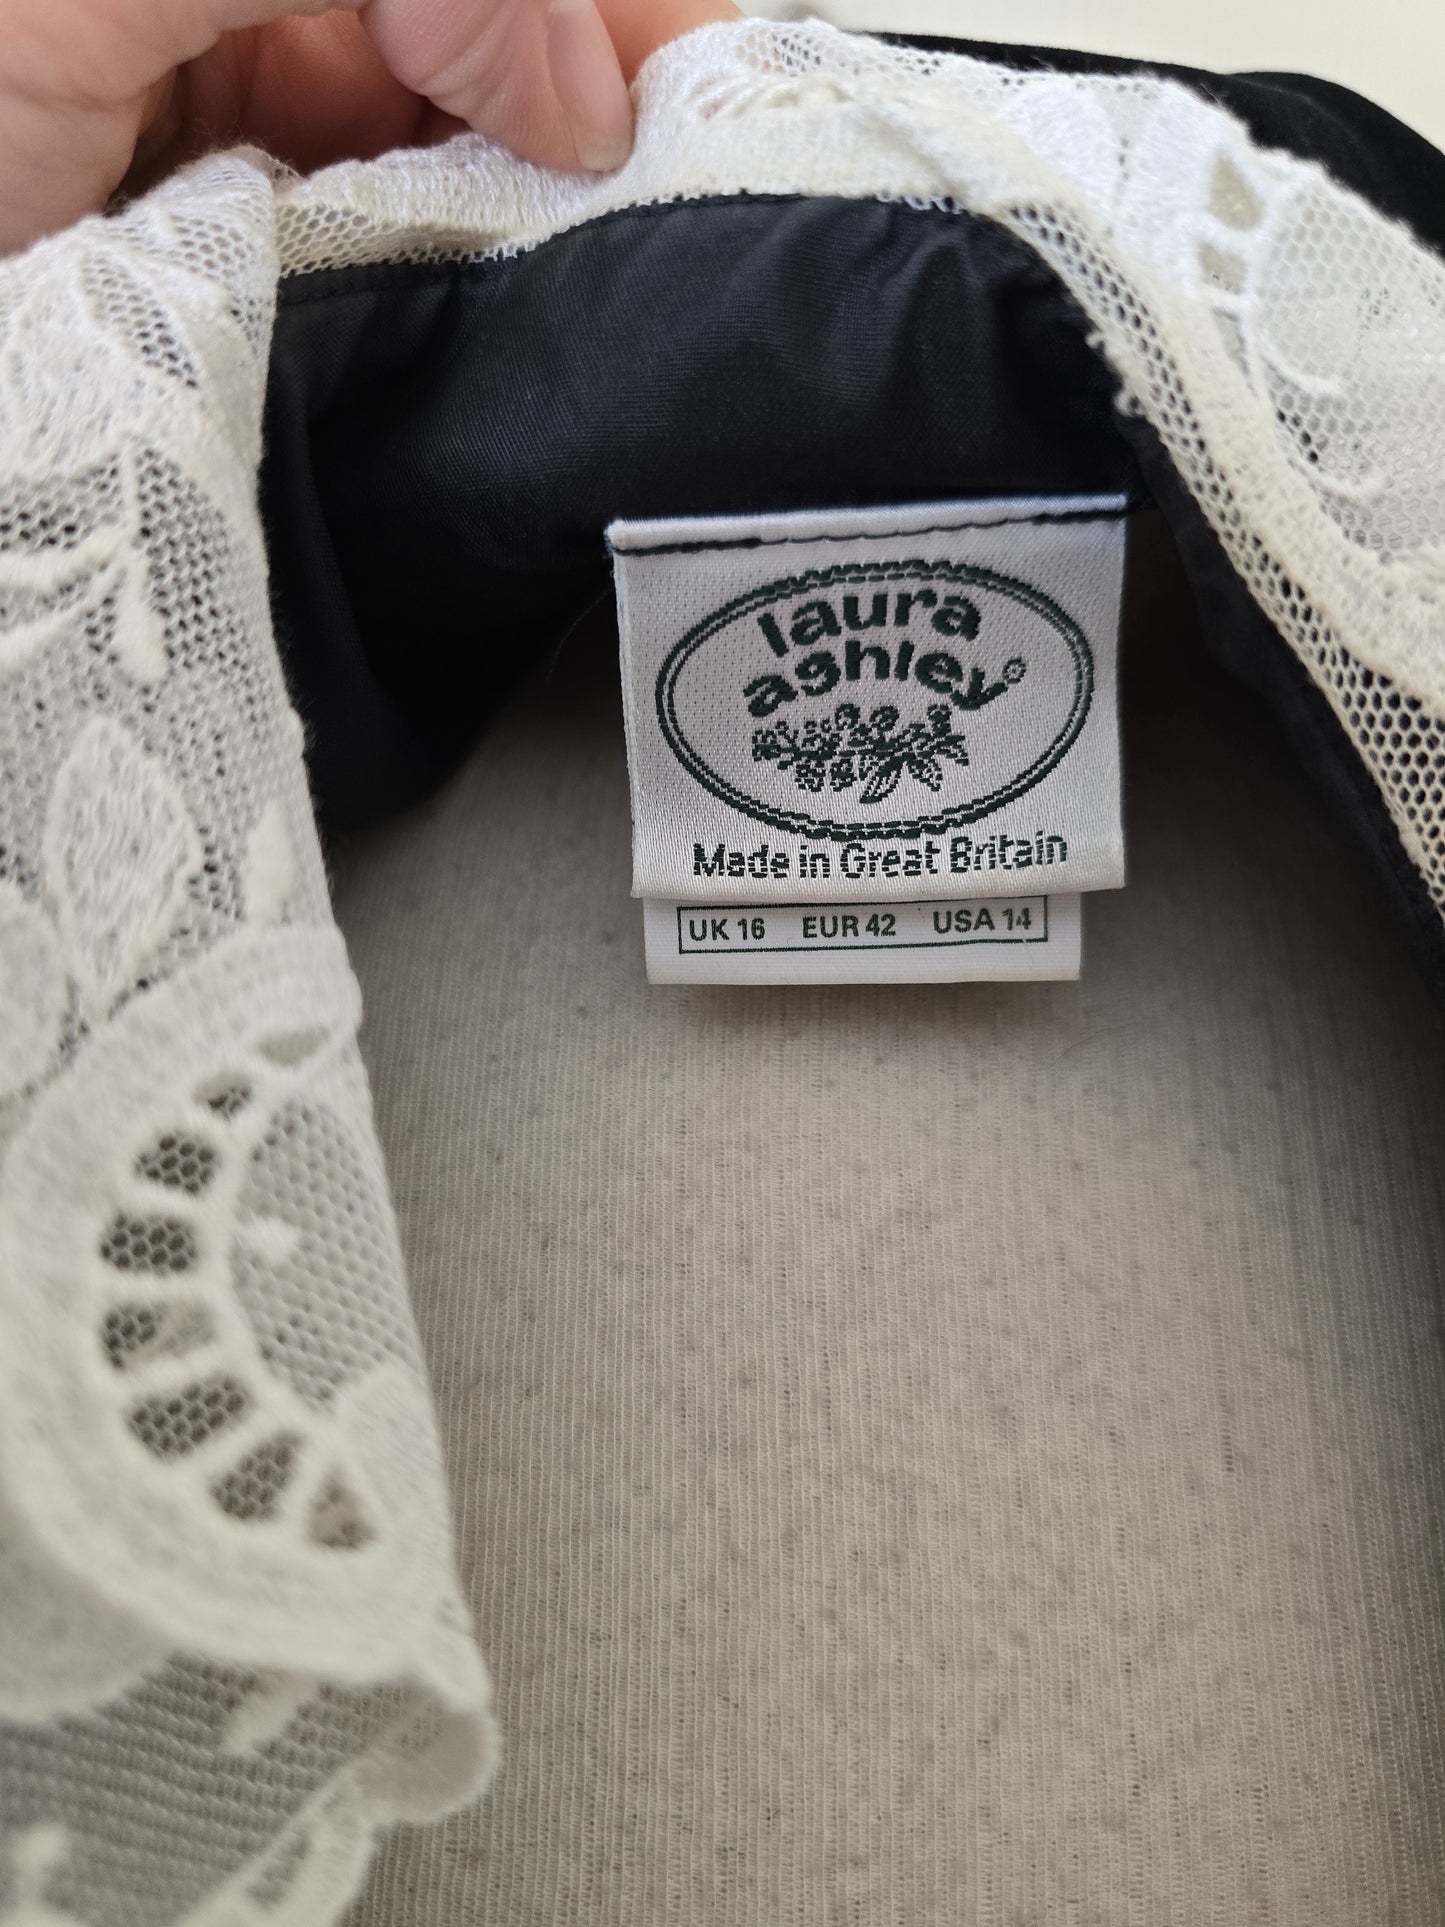 laura
ashley®
Made in Great Britain
UK 16 EUR 42 USA 14